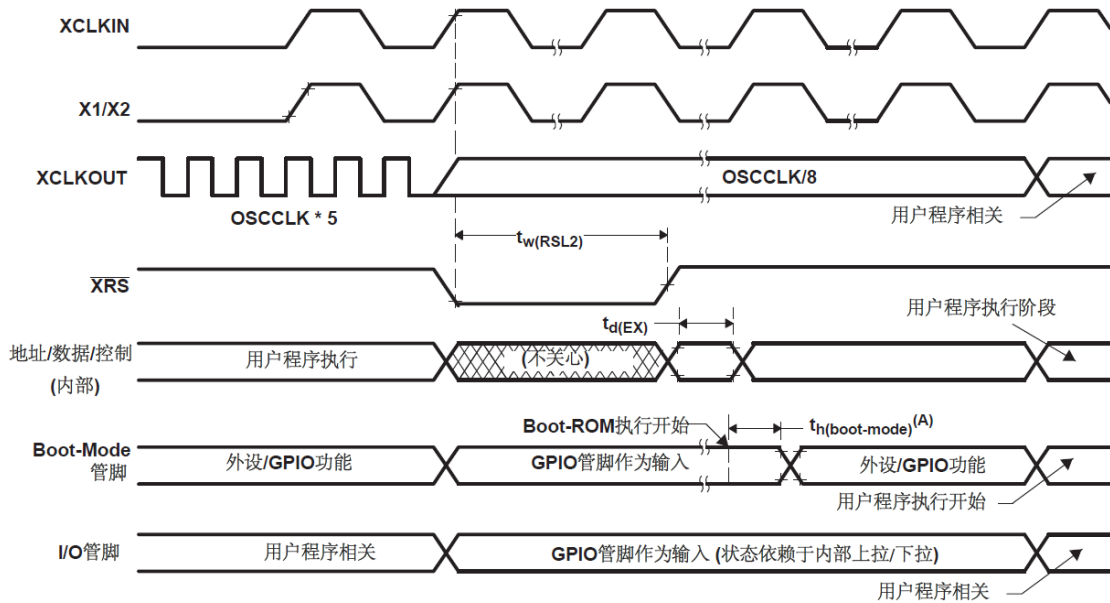 XCLKIN
X1/X2
XCLKOUT
OSCCLK/8
OSCCLK * 5
用户程序相关
tw(RSL2)
XRS
用户程序执行阶段
td(EX)
地址/数据/控制
(内部)
用户程序执行
(不关心)
Boot-ROM执行开始
th(boot-mode)(A)
Boot-Mode
管脚
外设/GPIO功能
GPIO管脚作为输入
外设/GPIO功能
用户程序执行开始
I/O管脚
用户程序相关
GPIO管脚作为输入 (状态依赖于内部上拉/下拉)
用户程序相关